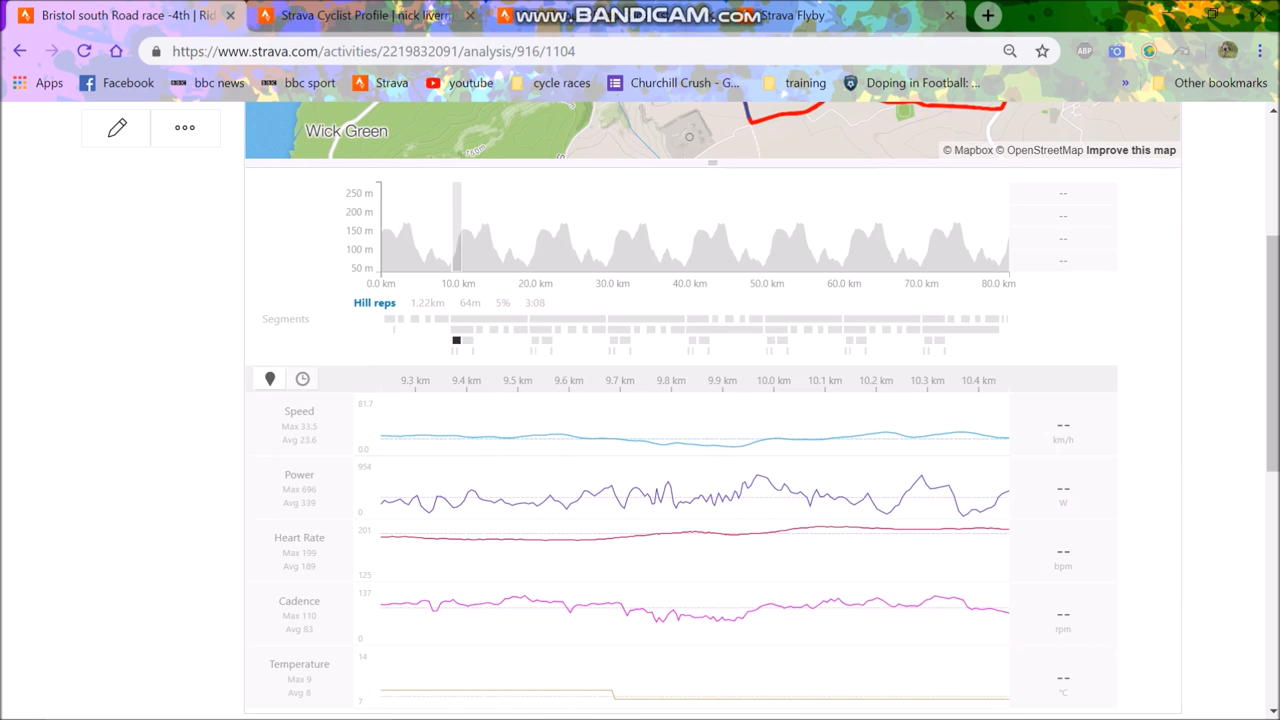 Bristol south Road race -4th | Rid
Strava Cyclist Profile | nick liverm
www.BANDICAM.com
Strava Flyby
https://www.strava.com/activities/2219832091/analysis/916/1104
ABP
Apps Facebook bbc news bbc sport Strava youtube cycle races Churchill Crush - G... training Doping in Football: ... » Other bookmarks
Wick Green
© Mapbox © OpenStreetMap Improve this map
250 m --
200 m --
150 m --
100 m --
50 m
0.0 km 10.0 km 20.0 km 30.0 km 40.0 km 50.0 km 60.0 km 70.0 km 80.0 km
Hill reps 1.22km 64m 5% 3:08
Segments
9.3 km 9.4 km 9.5 km 9.6 km 9.7 km 9.8 km 9.9 km 10.0 km 10.1 km 10.2 km 10.3 km 10.4 km
81.7
Speed
Max 33.5 --
Avg 23.6 km/h
0.0
954
Power
Max 696 --
Avg 339 W
0
201
Heart Rate
Max 199 --
Avg 189 bpm
125
137
Cadence
Max 110 --
Avg 83 rpm
0
14
Temperature
Max 9 --
Avg 8 °C
7